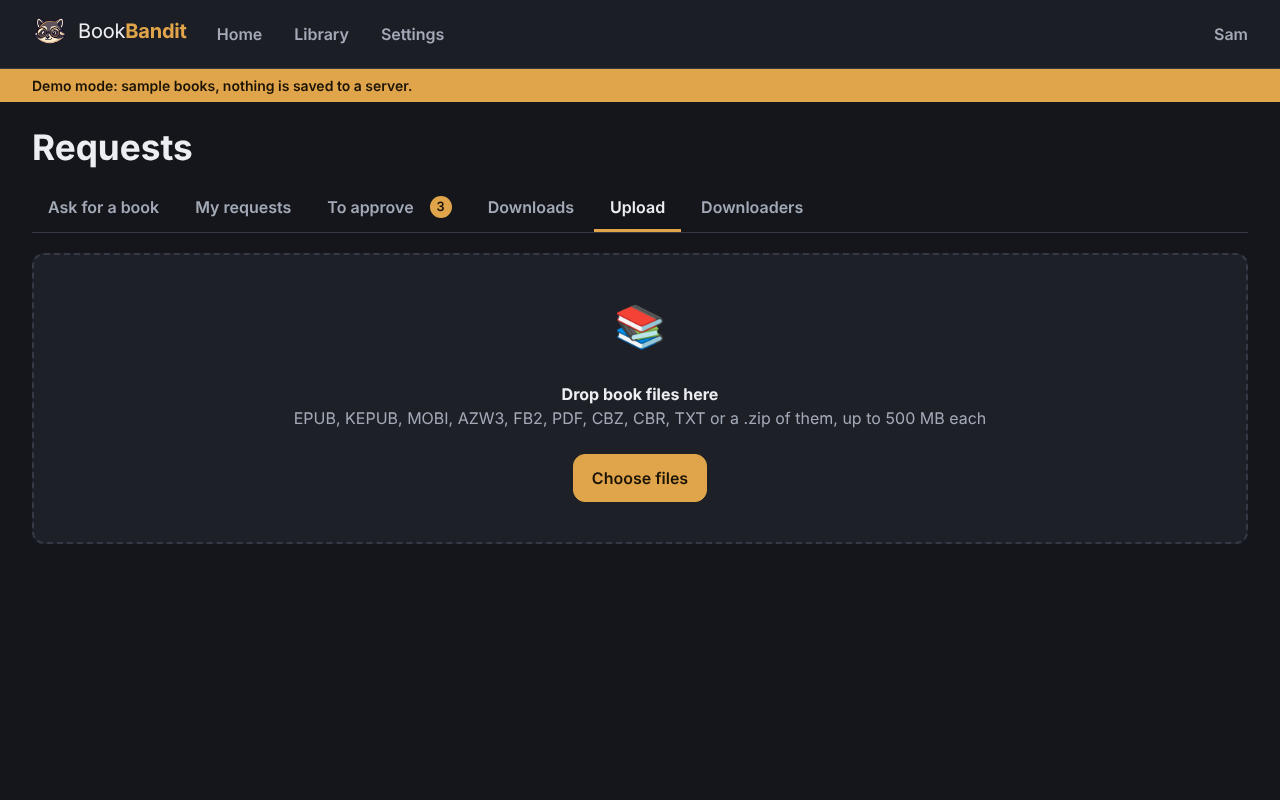 BookBandit
Home Library Settings Sam
Demo mode: sample books, nothing is saved to a server.
Requests
Ask for a book My requests To approve 3 Downloads Upload Downloaders
Drop book files here
EPUB, KEPUB, MOBI, AZW3, FB2, PDF, CBZ, CBR, TXT or a .zip of them, up to 500 MB each
Choose files